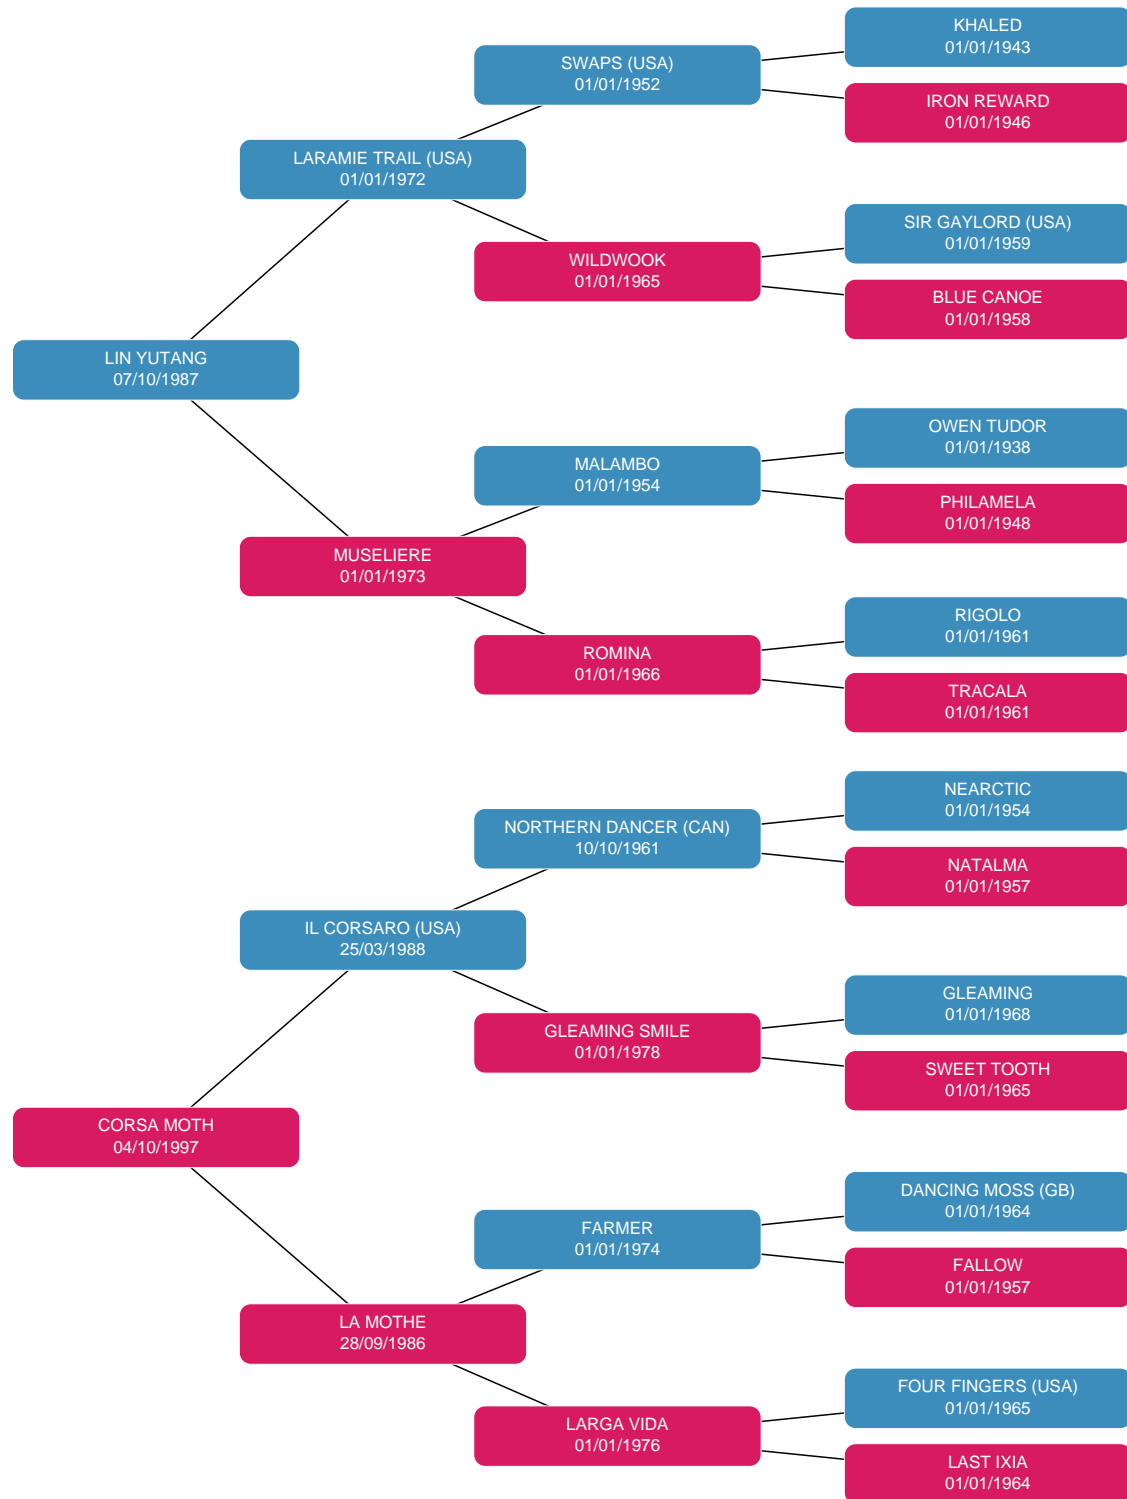 KHALED
01/01/1943
SWAPS (USA)
01/01/1952
IRON REWARD
01/01/1946
LARAMIE TRAIL (USA)
01/01/1972
SIR GAYLORD (USA)
01/01/1959
WILDWOOK
01/01/1965
BLUE CANOE
01/01/1958
LIN YUTANG
07/10/1987
OWEN TUDOR
01/01/1938
MALAMBO
01/01/1954
PHILAMELA
01/01/1948
MUSELIERE
01/01/1973
RIGOLO
01/01/1961
ROMINA
01/01/1966
TRACALA
01/01/1961
NEARCTIC
01/01/1954
NORTHERN DANCER (CAN)
10/10/1961
NATALMA
01/01/1957
IL CORSARO (USA)
25/03/1988
GLEAMING
01/01/1968
GLEAMING SMILE
01/01/1978
SWEET TOOTH
01/01/1965
CORSA MOTH
04/10/1997
DANCING MOSS (GB)
01/01/1964
FARMER
01/01/1974
FALLOW
01/01/1957
LA MOTHE
28/09/1986
FOUR FINGERS (USA)
01/01/1965
LARGA VIDA
01/01/1976
LAST IXIA
01/01/1964